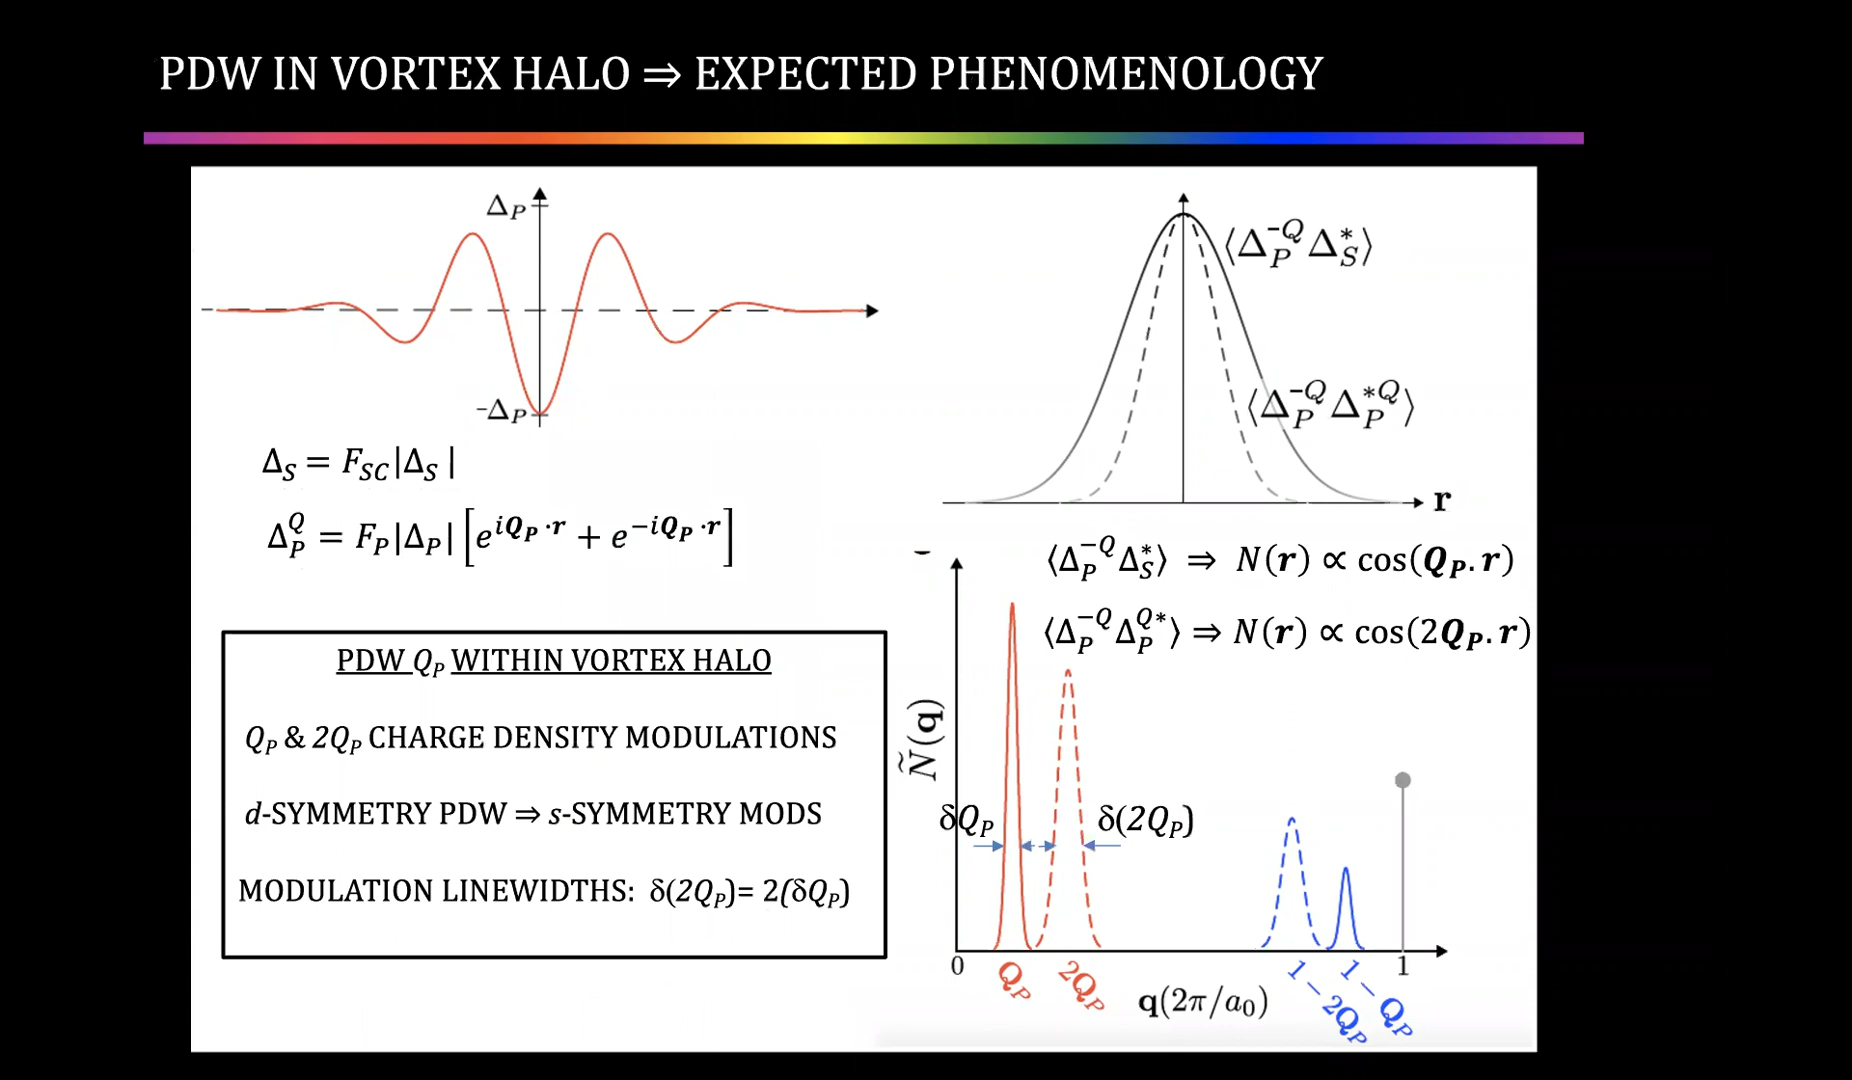 PDW IN VORTEX HALO ⇒ EXPECTED PHENOMENOLOGY
Δ_P
-Δ_P
Δ_S = F_SC|Δ_S|
Δ_P^Q = F_P|Δ_P| [e^{iQ_P·r} + e^{-iQ_P·r}]
PDW Q_P WITHIN VORTEX HALO
Q_P & 2Q_P CHARGE DENSITY MODULATIONS
d-SYMMETRY PDW ⇒ s-SYMMETRY MODS
MODULATION LINEWIDTHS: δ(2Q_P)= 2(δQ_P)
⟨Δ_P^{-Q} Δ_S^*⟩
⟨Δ_P^{-Q} Δ_P^{*Q}⟩
r
⟨Δ_P^{-Q} Δ_S^*⟩ ⇒ N(r) ∝ cos(Q_P.r)
⟨Δ_P^{-Q} Δ_P^{Q*}⟩ ⇒ N(r) ∝ cos(2Q_P.r)
Ñ(q)
δQ_P
δ(2Q_P)
0
Q_P
2Q_P
q(2π/a_0)
1 − 2Q_P
1 − Q_P
1